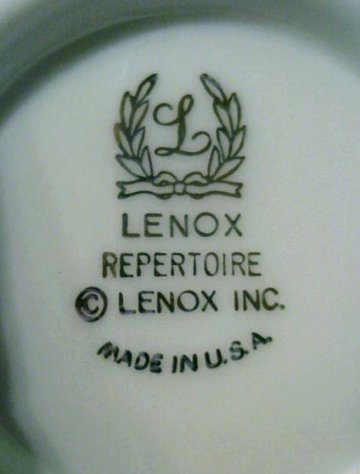 L
LENOX
REPERTOIRE
© LENOX INC.
MADE IN U.S.A.